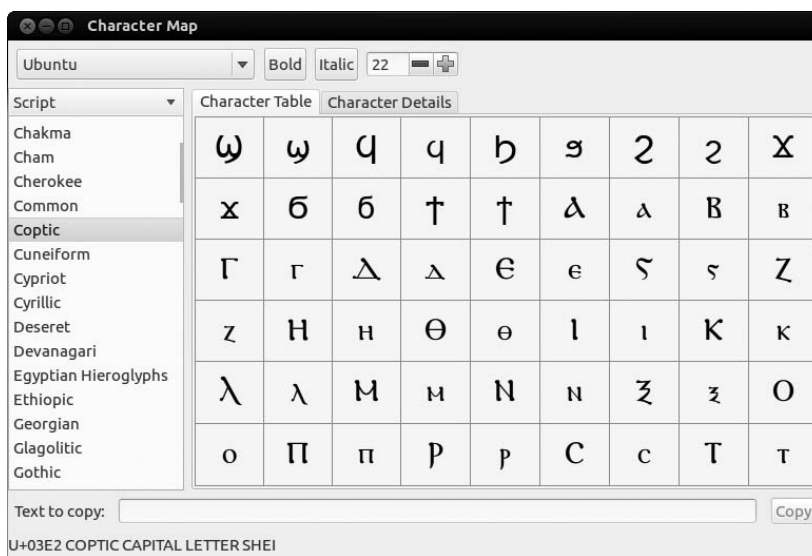 Character Map
Ubuntu Bold Italic 22
Script Character Table Character Details
Chakma
Cham
Cherokee
Common
Coptic
Cuneiform
Cypriot
Cyrillic
Deseret
Devanagari
Egyptian Hieroglyphs
Ethiopic
Georgian
Glagolitic
Gothic
Ϣ ϣ Ϥ ϥ Ϧ ϧ Ϩ ϩ Ϫ
ϫ Ϭ ϭ Ϯ ϯ Ⲁ ⲁ Ⲃ ⲃ
Ⲅ ⲅ Ⲇ ⲇ Ⲉ ⲉ Ⲋ ⲋ Ⲍ
ⲍ Ⲏ ⲏ Ⲑ ⲑ Ⲓ ⲓ Ⲕ ⲕ
Ⲗ ⲗ Ⲙ ⲙ Ⲛ ⲛ Ⲝ ⲝ Ⲟ
ⲟ Ⲡ ⲡ Ⲣ ⲣ Ⲥ ⲥ Ⲧ ⲧ
Text to copy: Copy
U+03E2 COPTIC CAPITAL LETTER SHEI